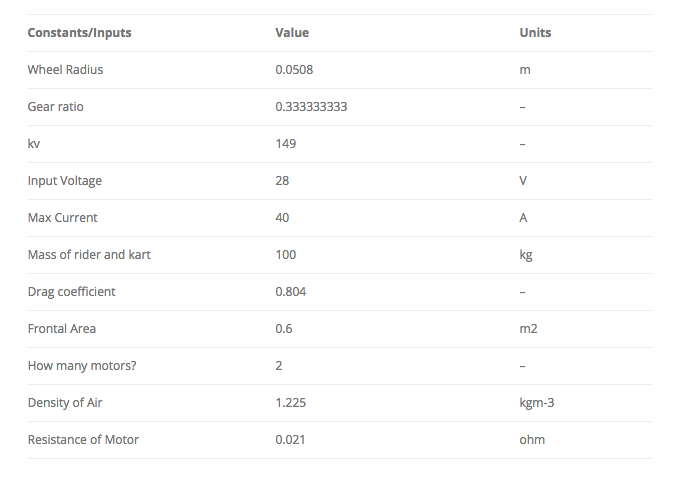 Constants/Inputs Value Units
Wheel Radius 0.0508 m
Gear ratio 0.333333333 –
kv 149 –
Input Voltage 28 V
Max Current 40 A
Mass of rider and kart 100 kg
Drag coefficient 0.804 –
Frontal Area 0.6 m2
How many motors? 2 –
Density of Air 1.225 kgm-3
Resistance of Motor 0.021 ohm